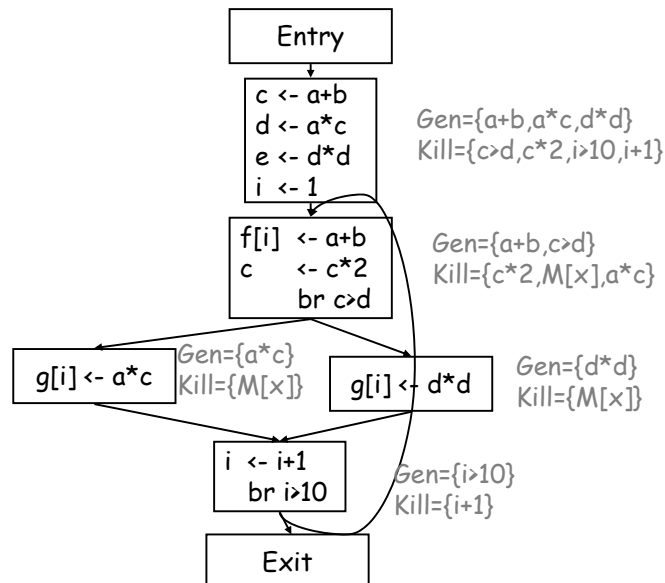 Entry
c <- a+b
d <- a*c
e <- d*d
i <- 1
Gen={a+b,a*c,d*d}
Kill={c>d,c*2,i>10,i+1}
f[i] <- a+b
c <- c*2
br c>d
Gen={a+b,c>d}
Kill={c*2,M[x],a*c}
g[i] <- a*c
Gen={a*c}
Kill={M[x]}
g[i] <- d*d
Gen={d*d}
Kill={M[x]}
i <- i+1
br i>10
Gen={i>10}
Kill={i+1}
Exit